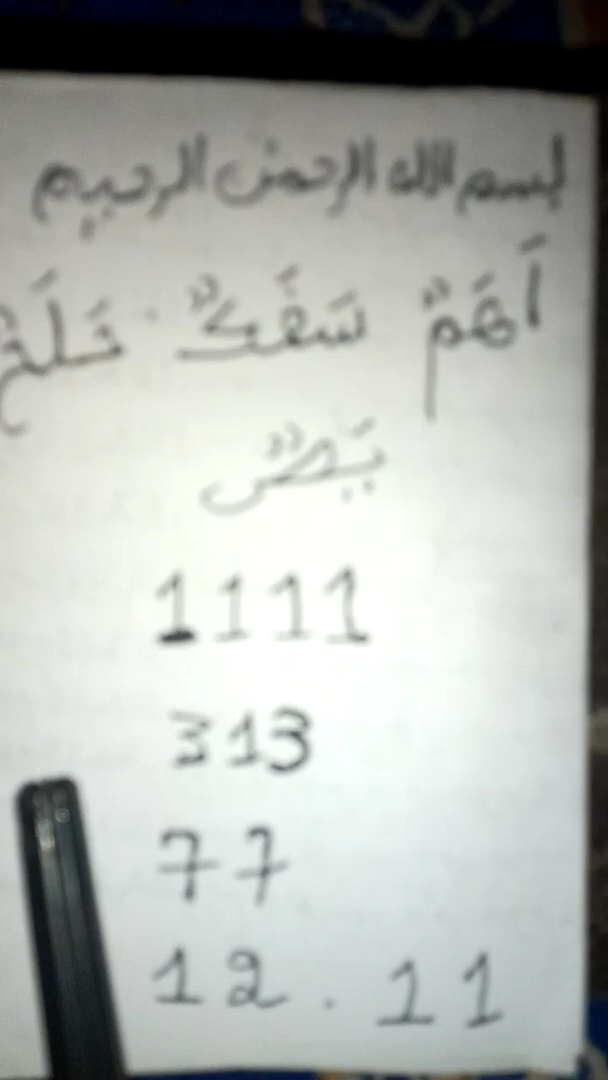 بسم الله الرحمن الرحيم
اَهَمٌ سَقَكٌ حَلَعٌ
يَصٌ
1111
313
77
12 . 11